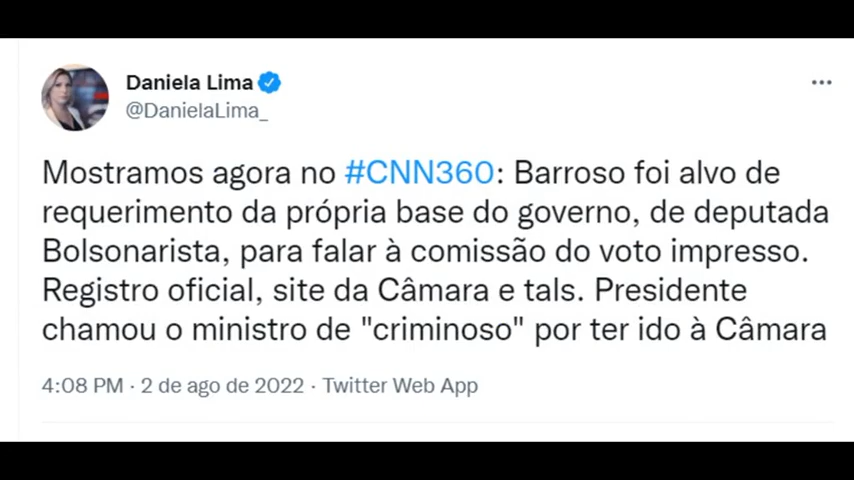 Daniela Lima
@DanielaLima_
Mostramos agora no #CNN360: Barroso foi alvo de
requerimento da própria base do governo, de deputada
Bolsonarista, para falar à comissão do voto impresso.
Registro oficial, site da Câmara e tals. Presidente
chamou o ministro de "criminoso" por ter ido à Câmara
4:08 PM · 2 de ago de 2022 · Twitter Web App